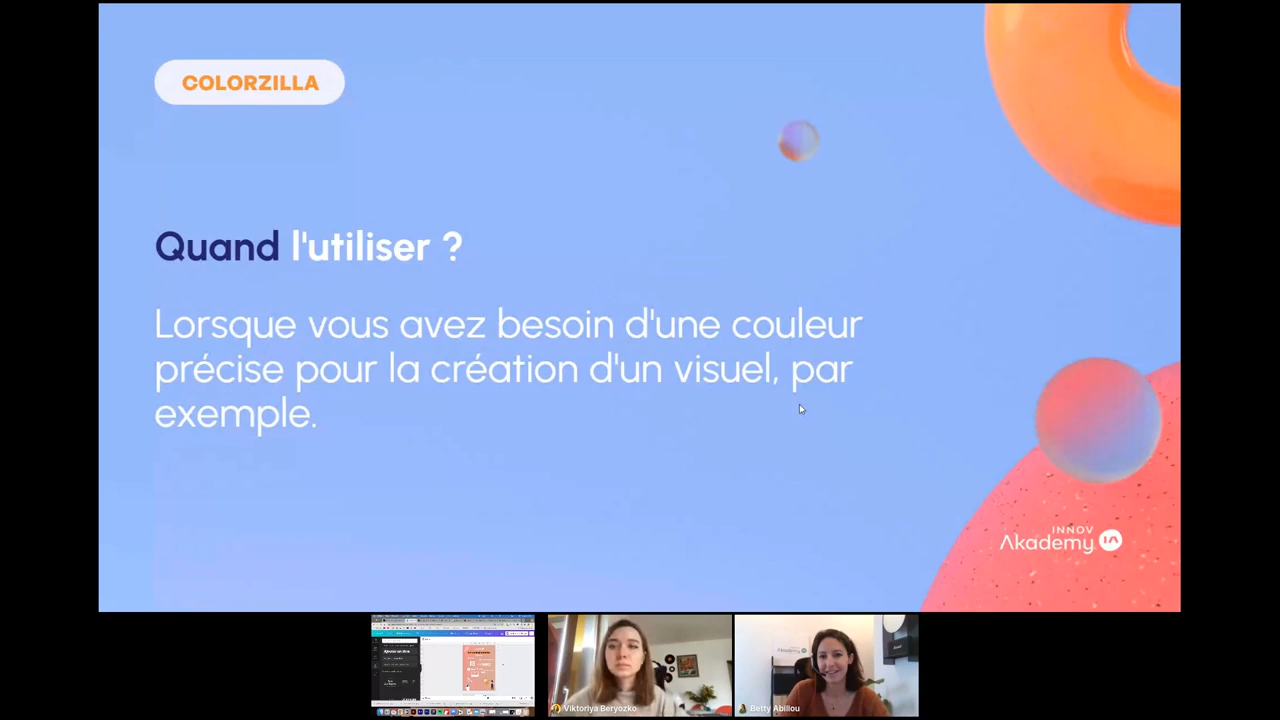 COLORZILLA
Quand l'utiliser ?
Lorsque vous avez besoin d'une couleur
précise pour la création d'un visuel, par
exemple.
INNOV
Akademy IA
Viktoriya Beryozko
Betty Abillou